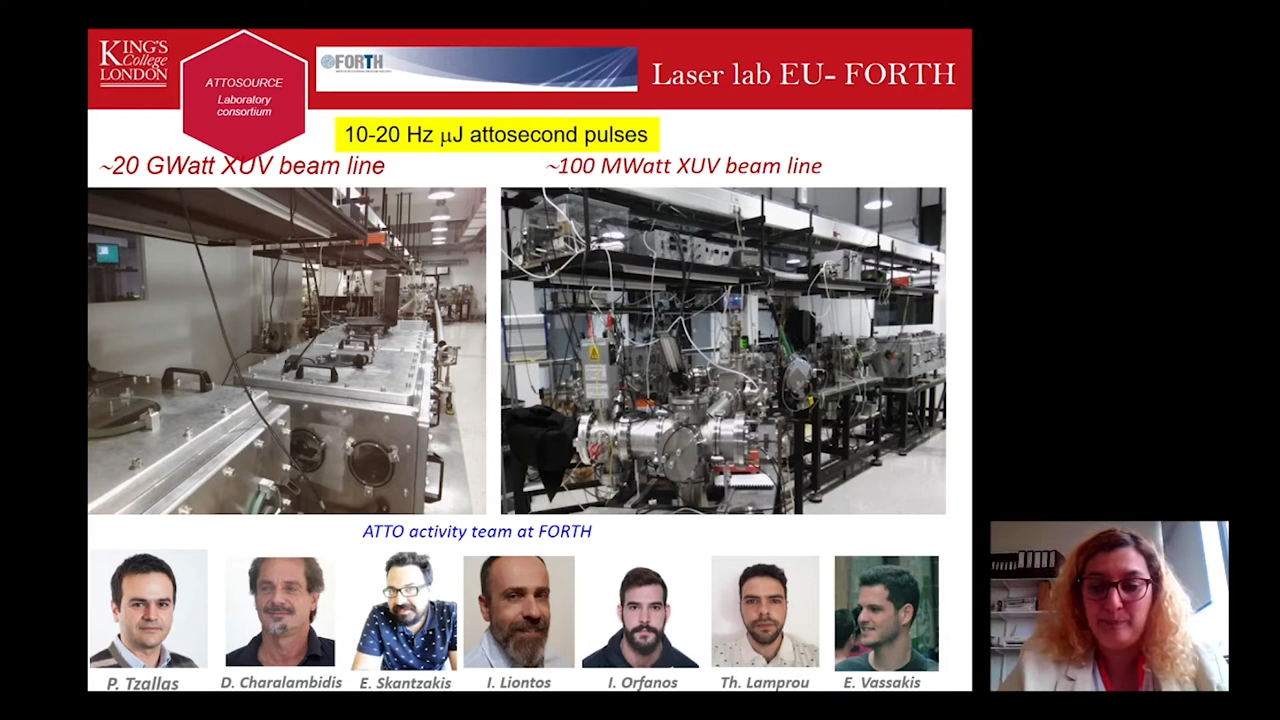 KING'S
College
LONDON
ATTOSOURCE
Laboratory
consortium
FORTH
Laser lab EU- FORTH
10-20 Hz μJ attosecond pulses
~20 GWatt XUV beam line
~100 MWatt XUV beam line
ATTO activity team at FORTH
P. Tzallas
D. Charalambidis
E. Skantzakis
I. Liontos
I. Orfanos
Th. Lamprou
E. Vassakis